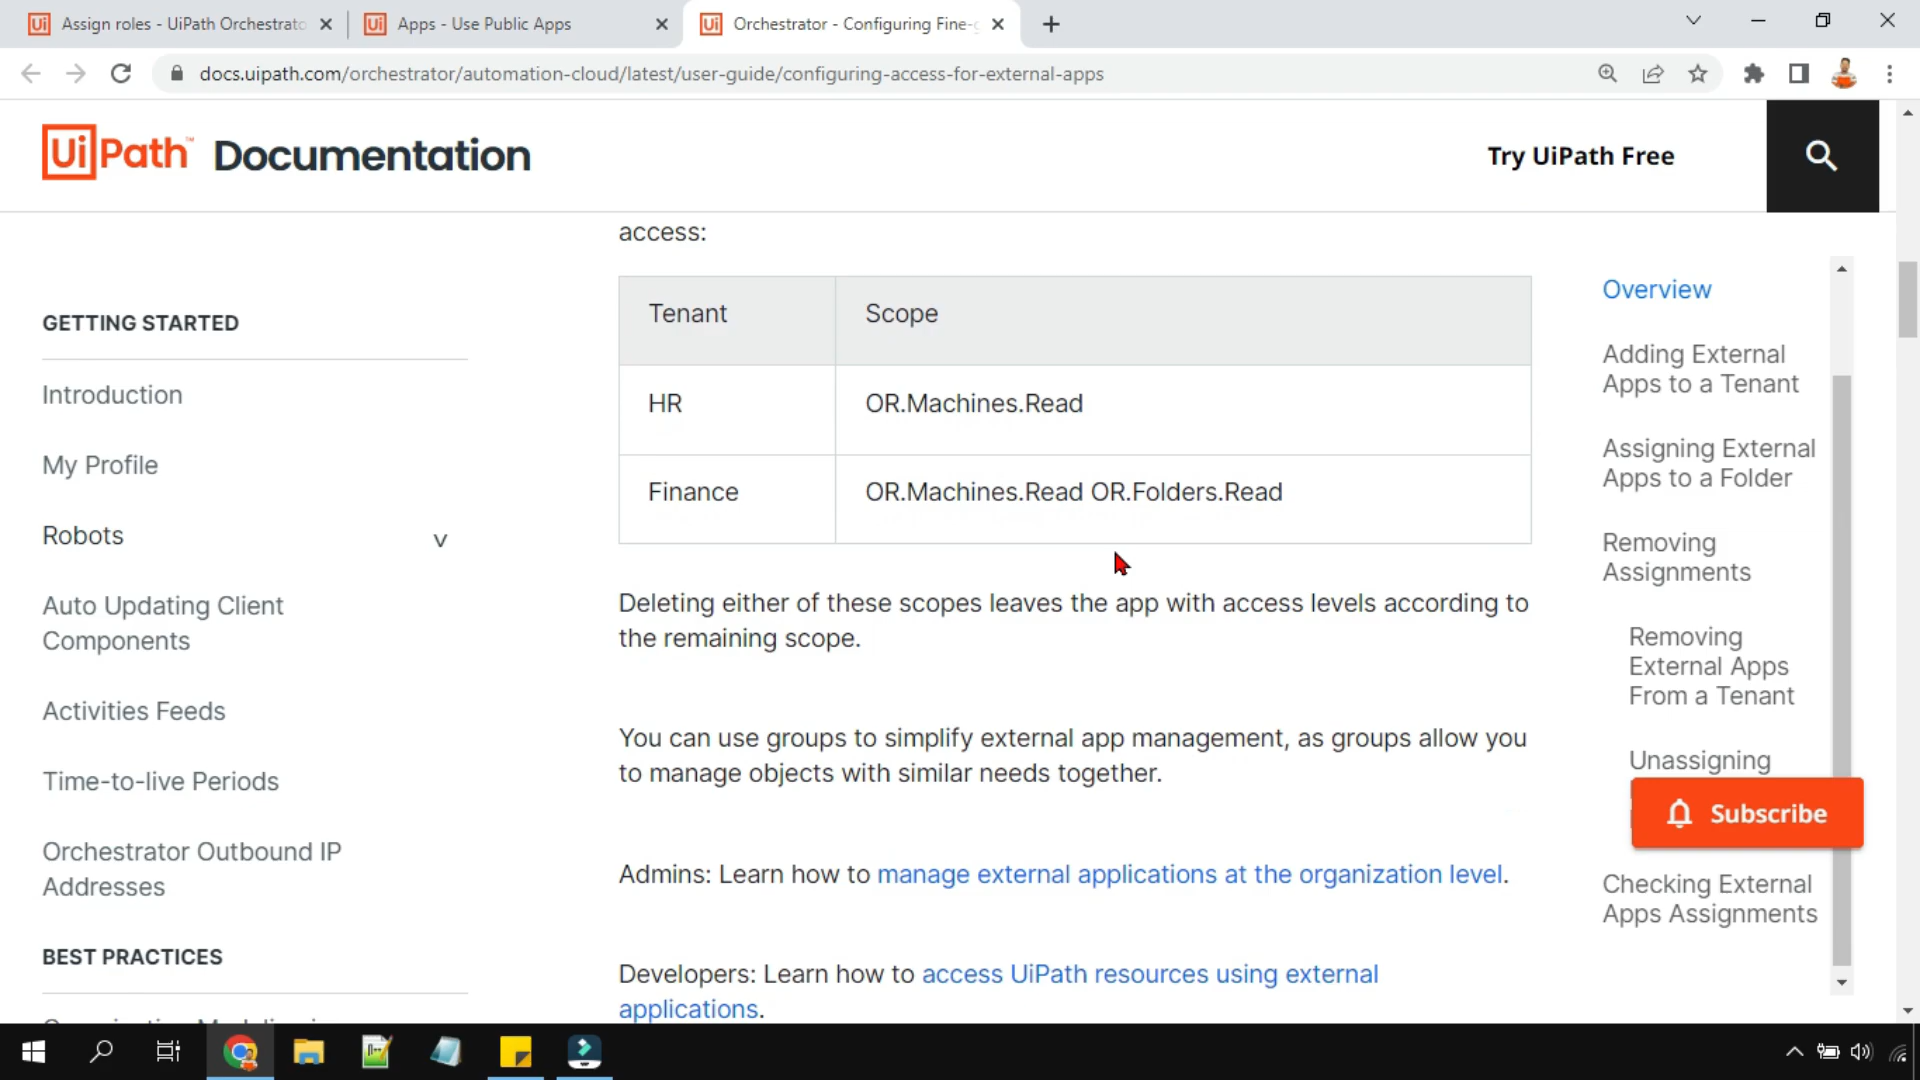 Assign roles - UiPath Orchestrato
Apps - Use Public Apps
Orchestrator - Configuring Fine-g
docs.uipath.com/orchestrator/automation-cloud/latest/user-guide/configuring-access-for-external-apps
UiPath™ Documentation
Try UiPath Free
GETTING STARTED
Introduction
My Profile
Robots
Auto Updating Client
Components
Activities Feeds
Time-to-live Periods
Orchestrator Outbound IP
Addresses
BEST PRACTICES
access:
Tenant Scope
HR OR.Machines.Read
Finance OR.Machines.Read OR.Folders.Read
Deleting either of these scopes leaves the app with access levels according to
the remaining scope.
You can use groups to simplify external app management, as groups allow you
to manage objects with similar needs together.
Admins: Learn how to manage external applications at the organization level.
Developers: Learn how to access UiPath resources using external
applications.
Overview
Adding External
Apps to a Tenant
Assigning External
Apps to a Folder
Removing
Assignments
Removing
External Apps
From a Tenant
Unassigning
Subscribe
Checking External
Apps Assignments